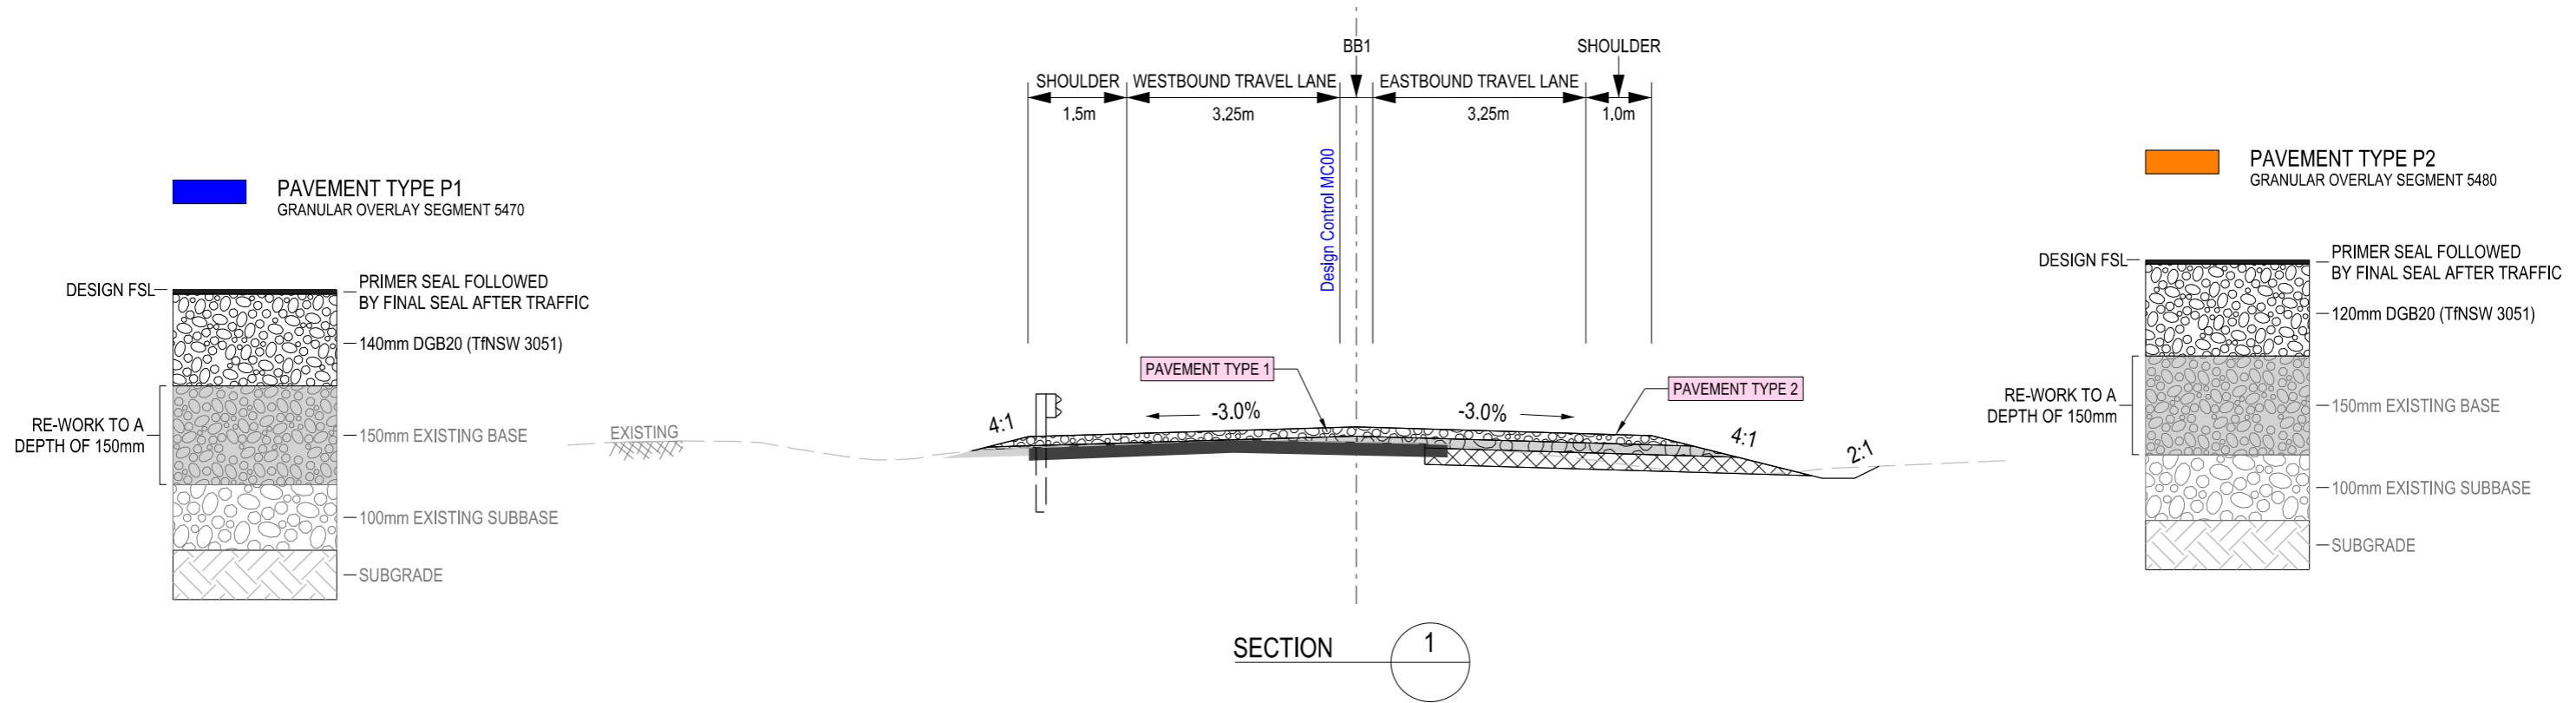 PAVEMENT TYPE P1
GRANULAR OVERLAY SEGMENT 5470
DESIGN FSL
PRIMER SEAL FOLLOWED
BY FINAL SEAL AFTER TRAFFIC
140mm DGB20 (TfNSW 3051)
RE-WORK TO A
DEPTH OF 150mm
150mm EXISTING BASE
100mm EXISTING SUBBASE
SUBGRADE
BB1
SHOULDER
SHOULDER
WESTBOUND TRAVEL LANE
EASTBOUND TRAVEL LANE
1.5m
3.25m
3.25m
1.0m
Design Control MC00
PAVEMENT TYPE 1
PAVEMENT TYPE 2
EXISTING
4:1
-3.0%
-3.0%
4:1
2:1
SECTION
1
PAVEMENT TYPE P2
GRANULAR OVERLAY SEGMENT 5480
DESIGN FSL
PRIMER SEAL FOLLOWED
BY FINAL SEAL AFTER TRAFFIC
120mm DGB20 (TfNSW 3051)
RE-WORK TO A
DEPTH OF 150mm
150mm EXISTING BASE
100mm EXISTING SUBBASE
SUBGRADE